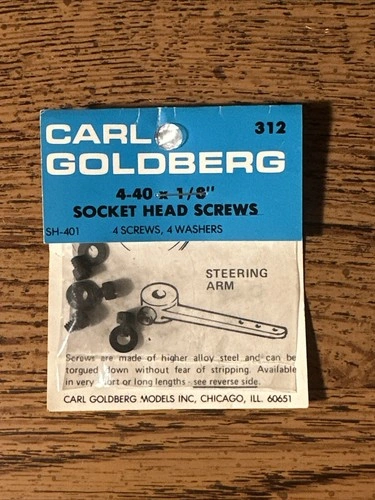 CARL
312
GOLDBERG
4-40 x 1/8"
SOCKET HEAD SCREWS
SH-401 4 SCREWS, 4 WASHERS
STEERING
ARM
Screws are made of higher alloy steel and can be
torqued down without fear of stripping. Available
in very short or long lengths - see reverse side.
CARL GOLDBERG MODELS INC, CHICAGO, ILL. 60651